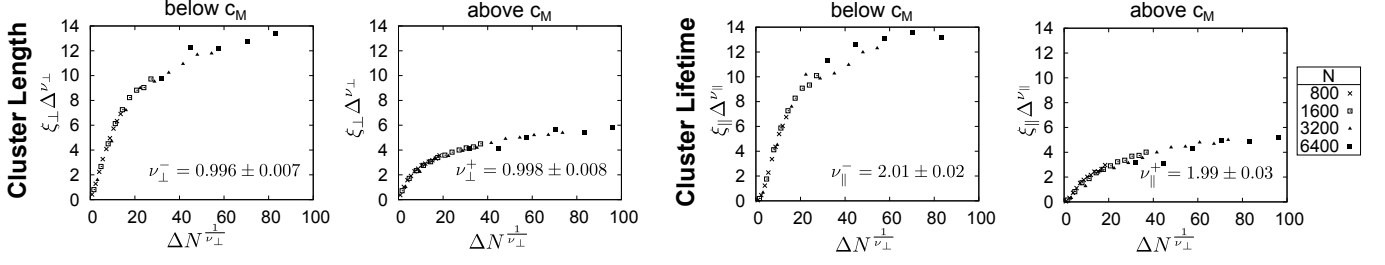 Cluster Length
below c_M
ξ⊥Δ^{ν⊥}
14
12
10
8
6
4
2
0
ν⊥^− = 0.996 ± 0.007
0 20 40 60 80 100
ΔN^{1/ν⊥}
above c_M
ξ⊥Δ^{ν⊥}
14
12
10
8
6
4
2
0
ν⊥^+ = 0.998 ± 0.008
0 20 40 60 80 100
ΔN^{1/ν⊥}
Cluster Lifetime
below c_M
ξ∥Δ^{ν∥}
14
12
10
8
6
4
2
0
ν∥^− = 2.01 ± 0.02
0 20 40 60 80 100
ΔN^{1/ν⊥}
above c_M
ξ∥Δ^{ν∥}
14
12
10
8
6
4
2
0
ν∥^+ = 1.99 ± 0.03
0 20 40 60 80 100
ΔN^{1/ν⊥}
N
800
1600
3200
6400